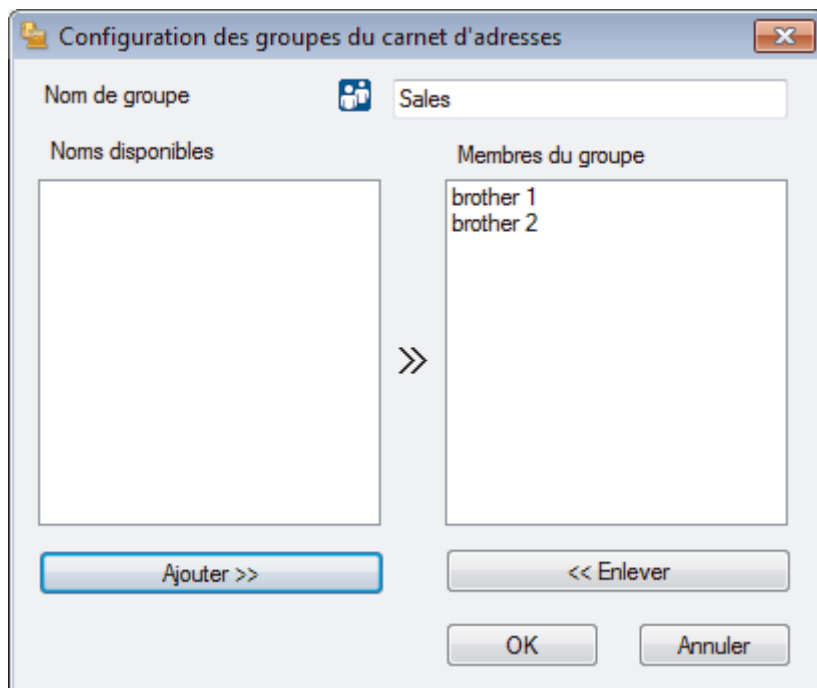 Configuration des groupes du carnet d'adresses
Nom de groupe
Sales
Noms disponibles
Membres du groupe
brother 1
brother 2
Ajouter >>
<< Enlever
OK
Annuler